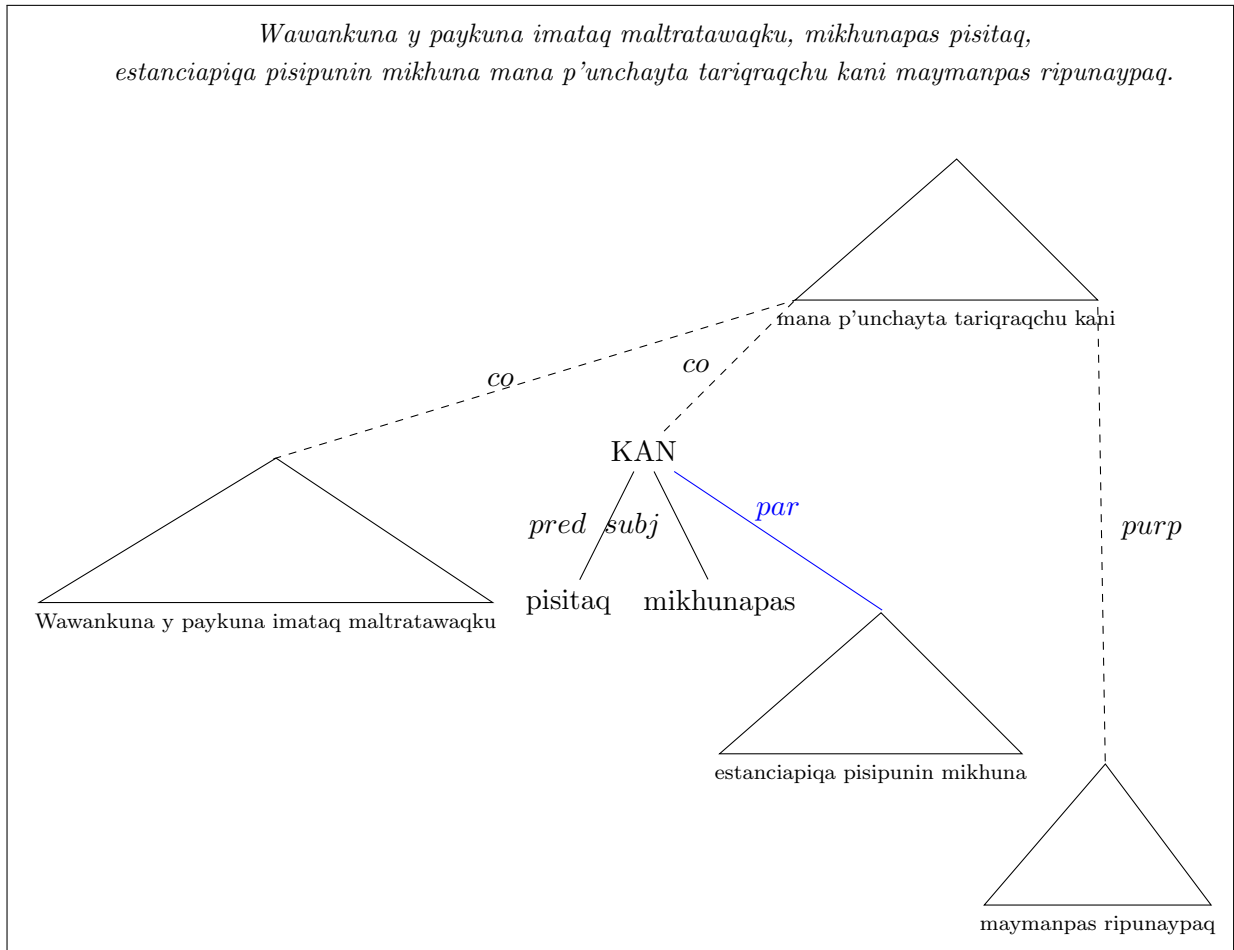 Wawankuna y paykuna imataq maltratawaqku, mikhunapas pisitaq,
estanciapiqa pisipunin mikhuna mana p'unchayta tariqraqchu kani maymanpas ripunaypaq.
mana p'unchayta tariqraqchu kani
co
co
KAN
par
pred
subj
purp
pisitaq
mikhunapas
Wawankuna y paykuna imataq maltratawaqku
estanciapiqa pisipunin mikhuna
maymanpas ripunaypaq